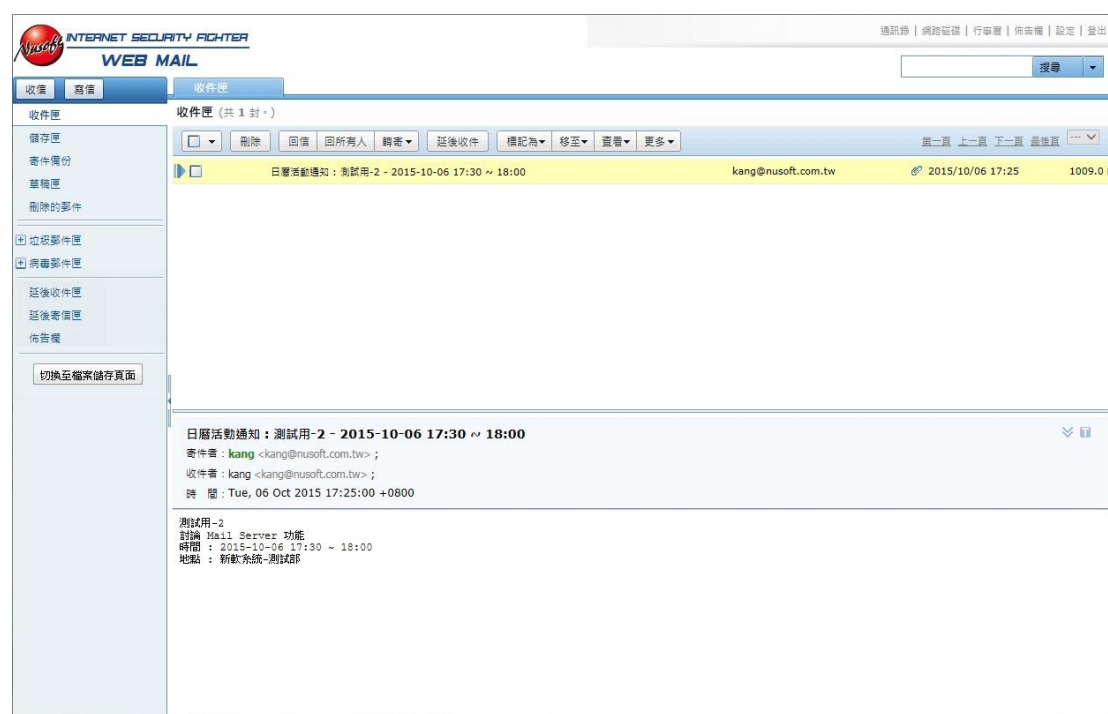 Nusoft INTERNET SECURITY FIGHTER
WEB MAIL
通訊錄 | 網路磁碟 | 行事曆 | 佈告欄 | 設定 | 登出
搜尋
收信 寫信
收件匣
收件匣
儲存匣
寄件備份
草稿匣
刪除的郵件
垃圾郵件匣
病毒郵件匣
延後收件匣
延後寄信匣
佈告欄
切換至檔案儲存頁面
收件匣 (共 1 封。)
刪除 回信 回所有人 轉寄 延後收件 標記為 移至 查看 更多 第一頁 上一頁 下一頁 最後頁 ---
日曆活動通知：測試用-2 - 2015-10-06 17:30 ~ 18:00 kang@nusoft.com.tw 2015/10/06 17:25 1009.0
日曆活動通知：測試用-2 - 2015-10-06 17:30 ~ 18:00
寄件者：kang <kang@nusoft.com.tw> ;
收件者：kang <kang@nusoft.com.tw> ;
時 間：Tue, 06 Oct 2015 17:25:00 +0800
測試用-2
討論 Mail Server 功能
時間 : 2015-10-06 17:30 ~ 18:00
地點 : 新軟系統-測試部